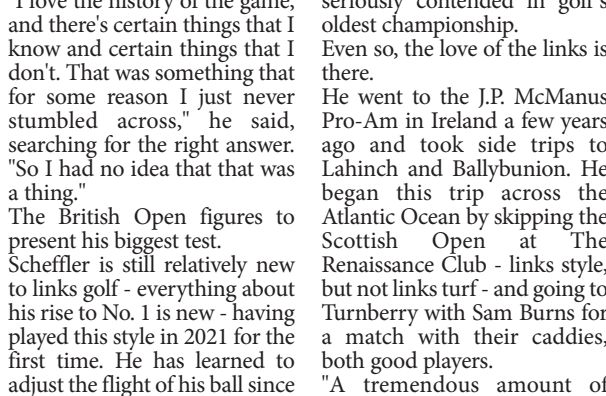 "I love the history of the game,
and there's certain things that I
know and certain things that I
don't. That was something that
for some reason I just never
stumbled across," he said,
searching for the right answer.
"So I had no idea that that was
a thing."
The British Open figures to
present his biggest test.
Scheffler is still relatively new
to links golf - everything about
his rise to No. 1 is new - having
played this style in 2021 for the
first time. He has learned to
adjust the flight of his ball since
seriously contended in golf's
oldest championship.
Even so, the love of the links is
there.
He went to the J.P. McManus
Pro-Am in Ireland a few years
ago and took side trips to
Lahinch and Ballybunion. He
began this trip across the
Atlantic Ocean by skipping the
Scottish Open at The
Renaissance Club - links style,
but not links turf - and going to
Turnberry with Sam Burns for
a match with their caddies,
both good players.
"A tremendous amount of